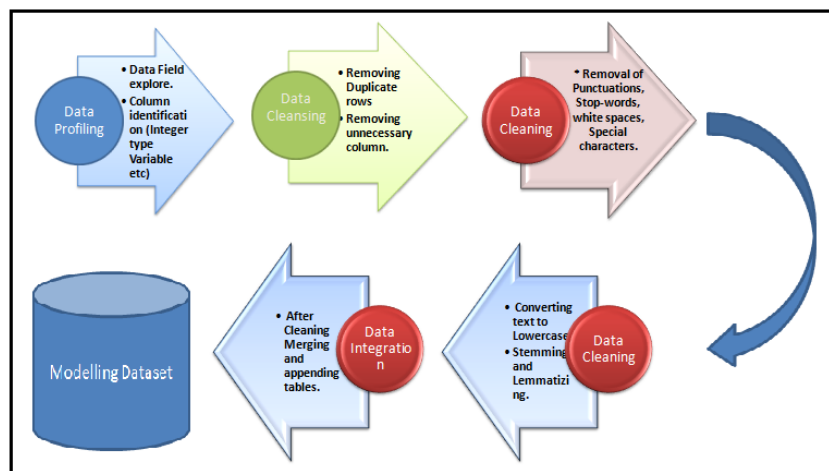 Data
Profiling
• Data Field
explore.
• Column
identificati
on (Integer
type
Variable
etc)
Data
Cleansing
• Removing
Duplicate
rows
• Removing
unnecessary
column.
Data
Cleaning
* Removal of
Punctuations,
Stop-words,
white spaces,
Special
characters.
Data
Cleaning
• Converting
text to
Lowercase
• Stemming
and
Lemmatizi
ng.
Data
Integratio
n
• After
Cleaning
Merging
and
appending
tables.
Modelling Dataset